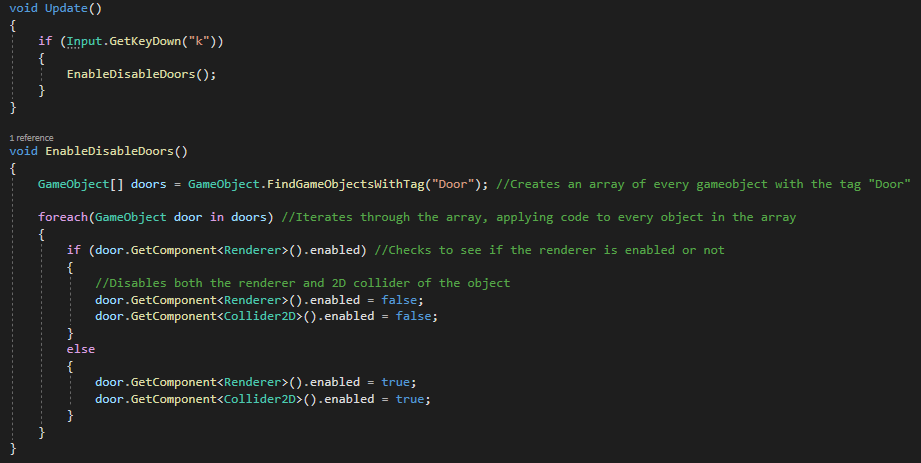 void Update()
{
    if (Input.GetKeyDown("k"))
    {
        EnableDisableDoors();
    }
}
1 reference
void EnableDisableDoors()
{
    GameObject[] doors = GameObject.FindGameObjectsWithTag("Door"); //Creates an array of every gameobject with the tag "Door"
    foreach(GameObject door in doors) //Iterates through the array, applying code to every object in the array
    {
        if (door.GetComponent<Renderer>().enabled) //Checks to see if the renderer is enabled or not
        {
            //Disables both the renderer and 2D collider of the object
            door.GetComponent<Renderer>().enabled = false;
            door.GetComponent<Collider2D>().enabled = false;
        }
        else
        {
            door.GetComponent<Renderer>().enabled = true;
            door.GetComponent<Collider2D>().enabled = true;
        }
    }
}